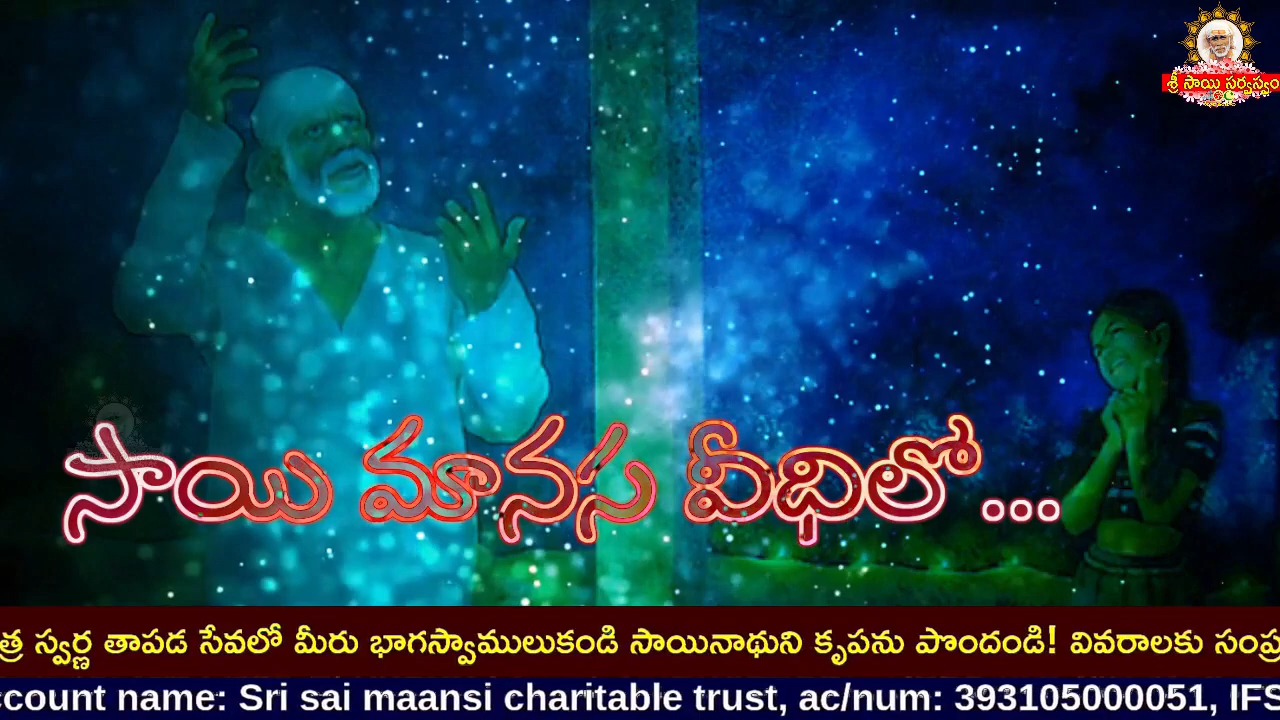 శ్రీ సాయి సర్వస్వం
సాయి మానస వీధిలో...
త్ర స్వర్ణ తాపడ సేవలో మీరు భాగస్వాములుకండి సాయినాథుని కృపను పొందండి! వివరాలకు సంప్ర
ccount name: Sri sai maansi charitable trust, ac/num: 393105000051, IFS